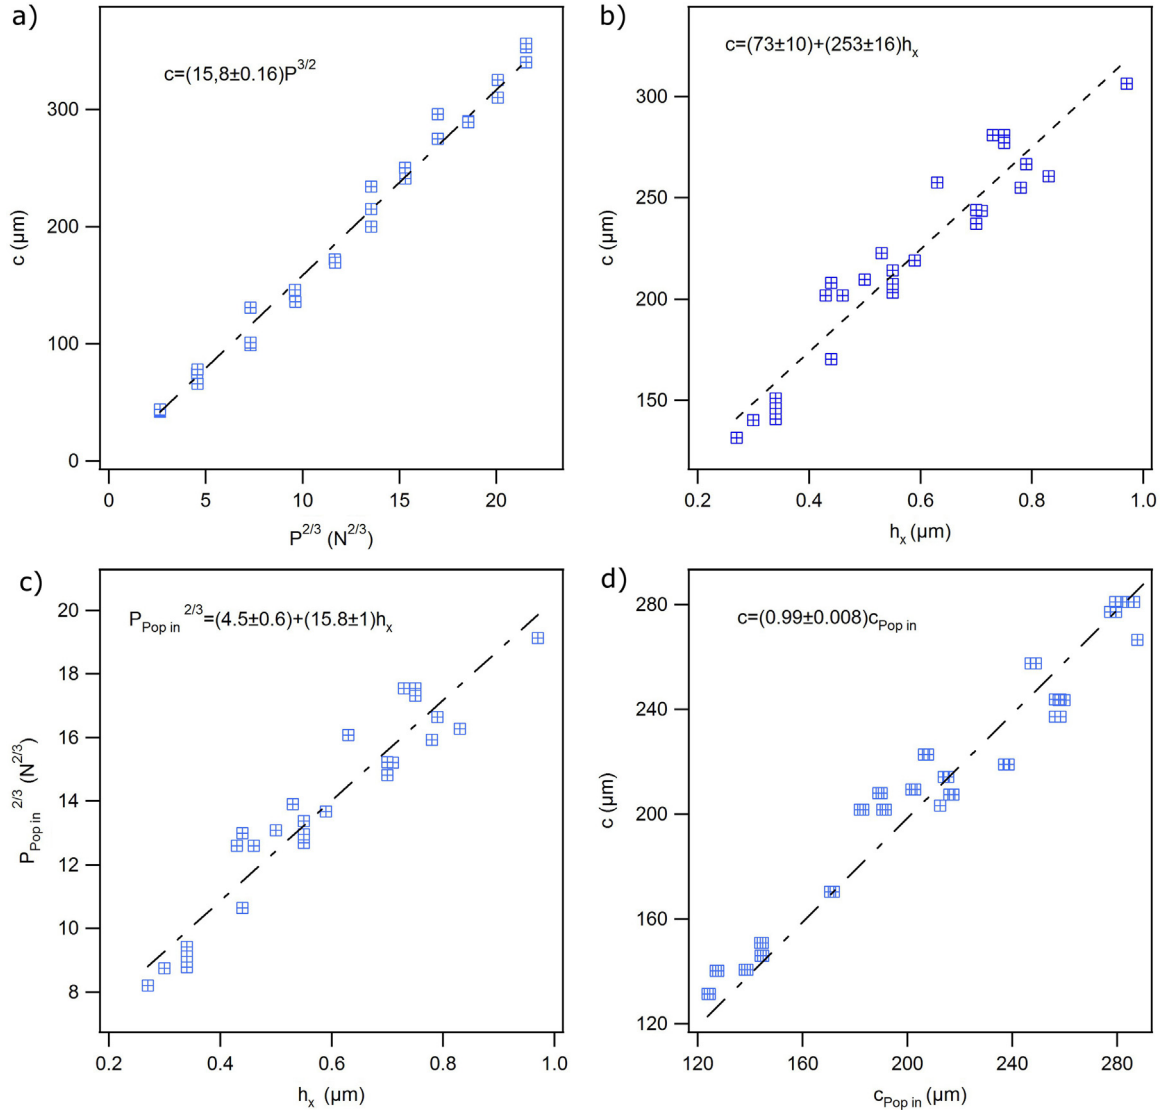 a)
c=(15,8±0.16)P^3/2
300
200
100
0
c (µm)
0 5 10 15 20
P^2/3 (N^2/3)
b)
c=(73±10)+(253±16)h_x
300
250
200
150
c (µm)
0.2 0.4 0.6 0.8 1.0
h_x (µm)
c)
P_Pop in^2/3=(4.5±0.6)+(15.8±1)h_x
20
18
16
14
12
10
8
P_Pop in^2/3 (N^2/3)
0.2 0.4 0.6 0.8 1.0
h_x (µm)
d)
c=(0.99±0.008)c_Pop in
280
240
200
160
120
c (µm)
120 160 200 240 280
c_Pop in (µm)